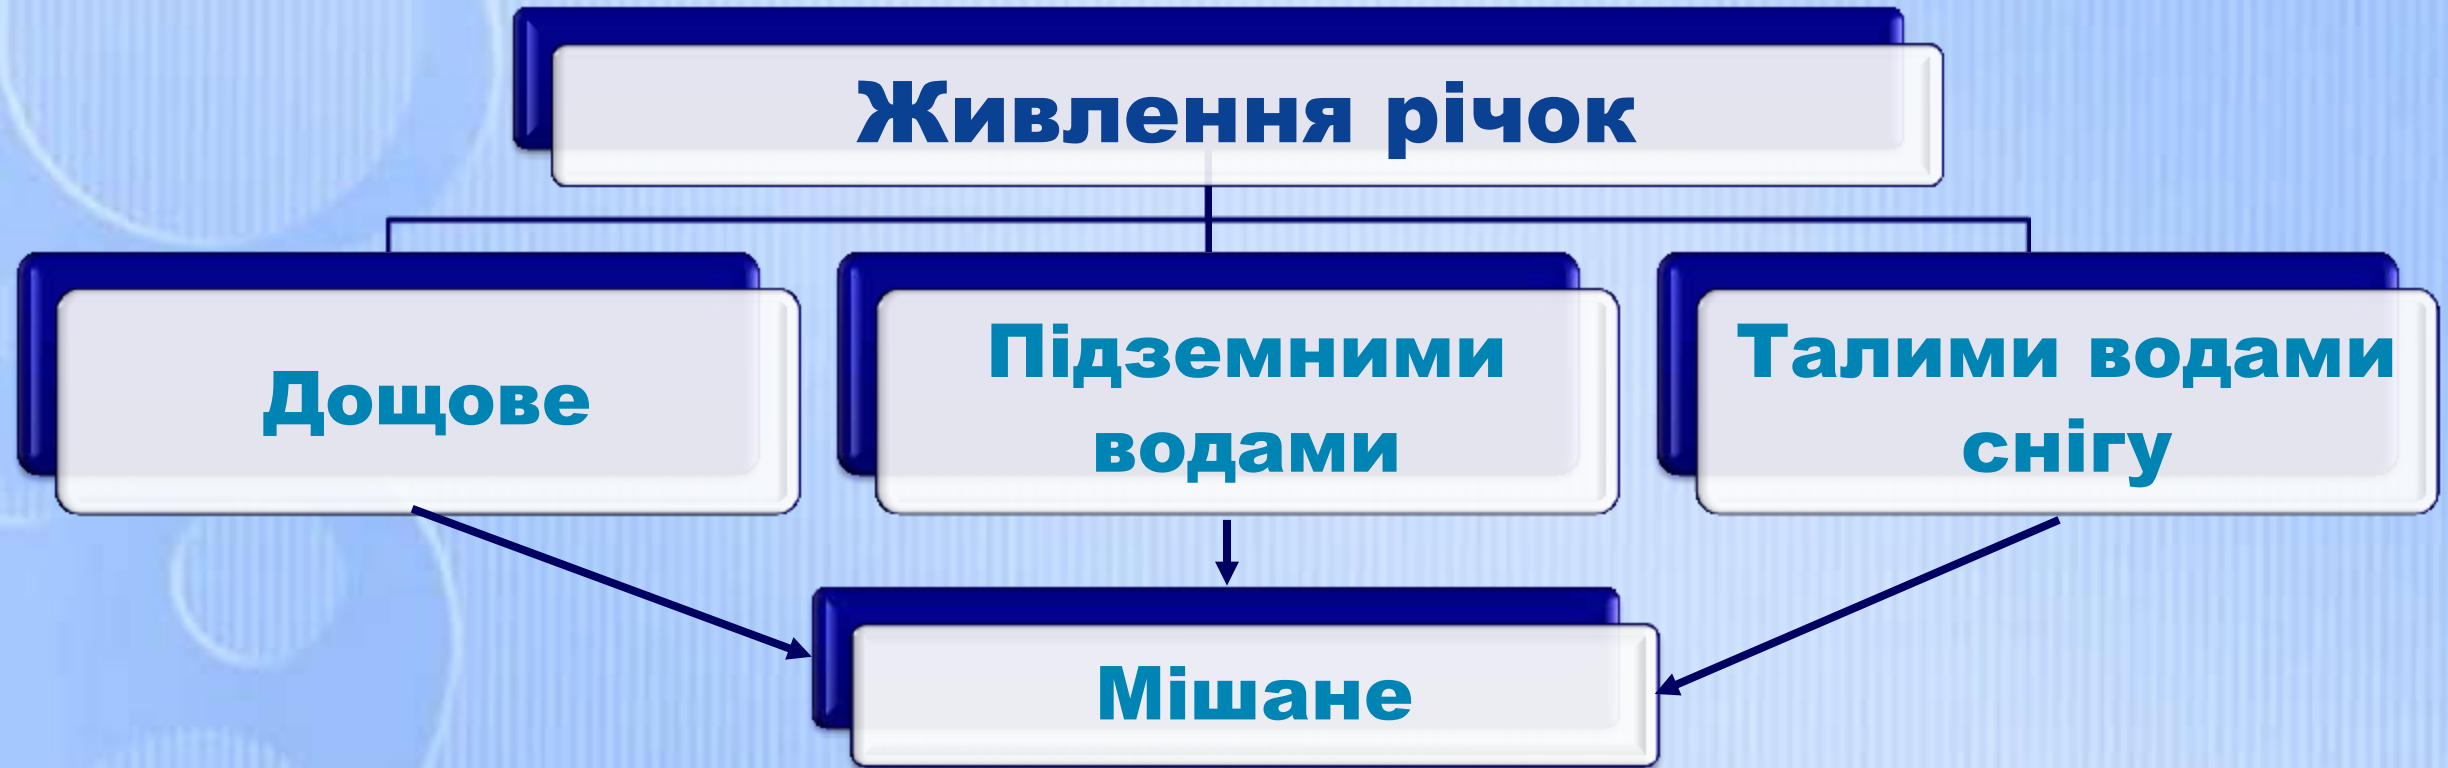 Живлення річок
Дощове
Підземними
водами
Талими водами
снігу
Мішане